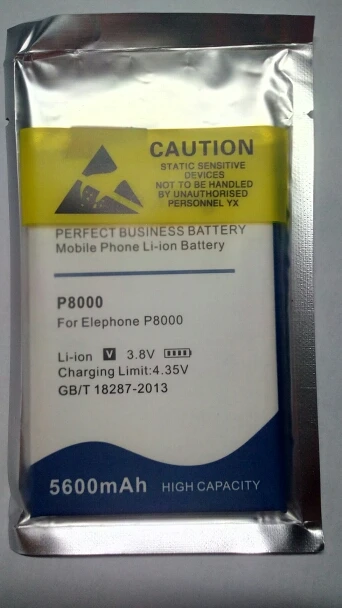 CAUTION
STATIC SENSITIVE
DEVICES
NOT TO BE HANDLED
BY UNAUTHORISED
PERSONNEL YX
PERFECT BUSINESS BATTERY
Mobile Phone Li-ion Battery
P8000
For Elephone P8000
Li-ion V 3.8V
Charging Limit:4.35V
GB/T 18287-2013
5600mAh HIGH CAPACITY